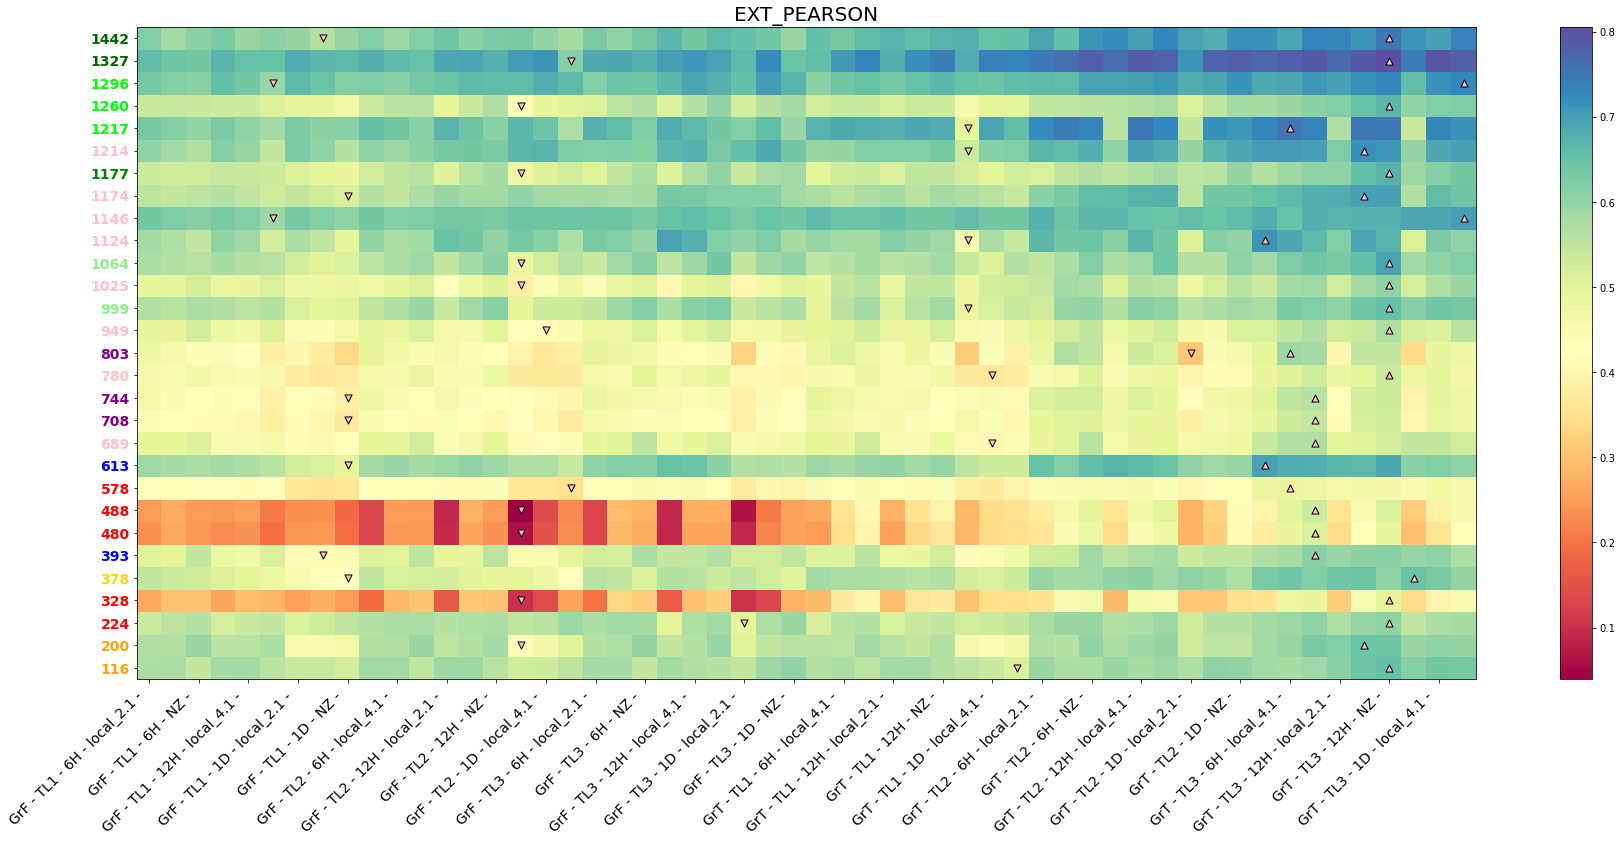 EXT_PEARSON
1442
1327
1296
1260
1217
1214
1177
1174
1146
1124
1064
1025
999
949
803
780
744
708
689
613
578
488
480
393
378
328
224
200
116
GrF - TL1 - 6H - local_2.1 -
GrF - TL1 - 6H - NZ -
GrF - TL1 - 12H - local_4.1 -
GrF - TL1 - 1D - local_2.1 -
GrF - TL1 - 1D - NZ -
GrF - TL2 - 6H - local_4.1 -
GrF - TL2 - 12H - local_2.1 -
GrF - TL2 - 12H - NZ -
GrF - TL2 - 1D - local_4.1 -
GrF - TL3 - 6H - local_2.1 -
GrF - TL3 - 6H - NZ -
GrF - TL3 - 12H - local_4.1 -
GrF - TL3 - 1D - local_2.1 -
GrF - TL3 - 1D - NZ -
GrT - TL1 - 6H - local_4.1 -
GrT - TL1 - 12H - local_2.1 -
GrT - TL1 - 12H - NZ -
GrT - TL1 - 1D - local_4.1 -
GrT - TL2 - 6H - local_2.1 -
GrT - TL2 - 6H - NZ -
GrT - TL2 - 12H - local_4.1 -
GrT - TL2 - 1D - local_2.1 -
GrT - TL2 - 1D - NZ -
GrT - TL3 - 6H - local_4.1 -
GrT - TL3 - 12H - local_2.1 -
GrT - TL3 - 12H - NZ -
GrT - TL3 - 1D - local_4.1 -
0.8
0.7
0.6
0.5
0.4
0.3
0.2
0.1